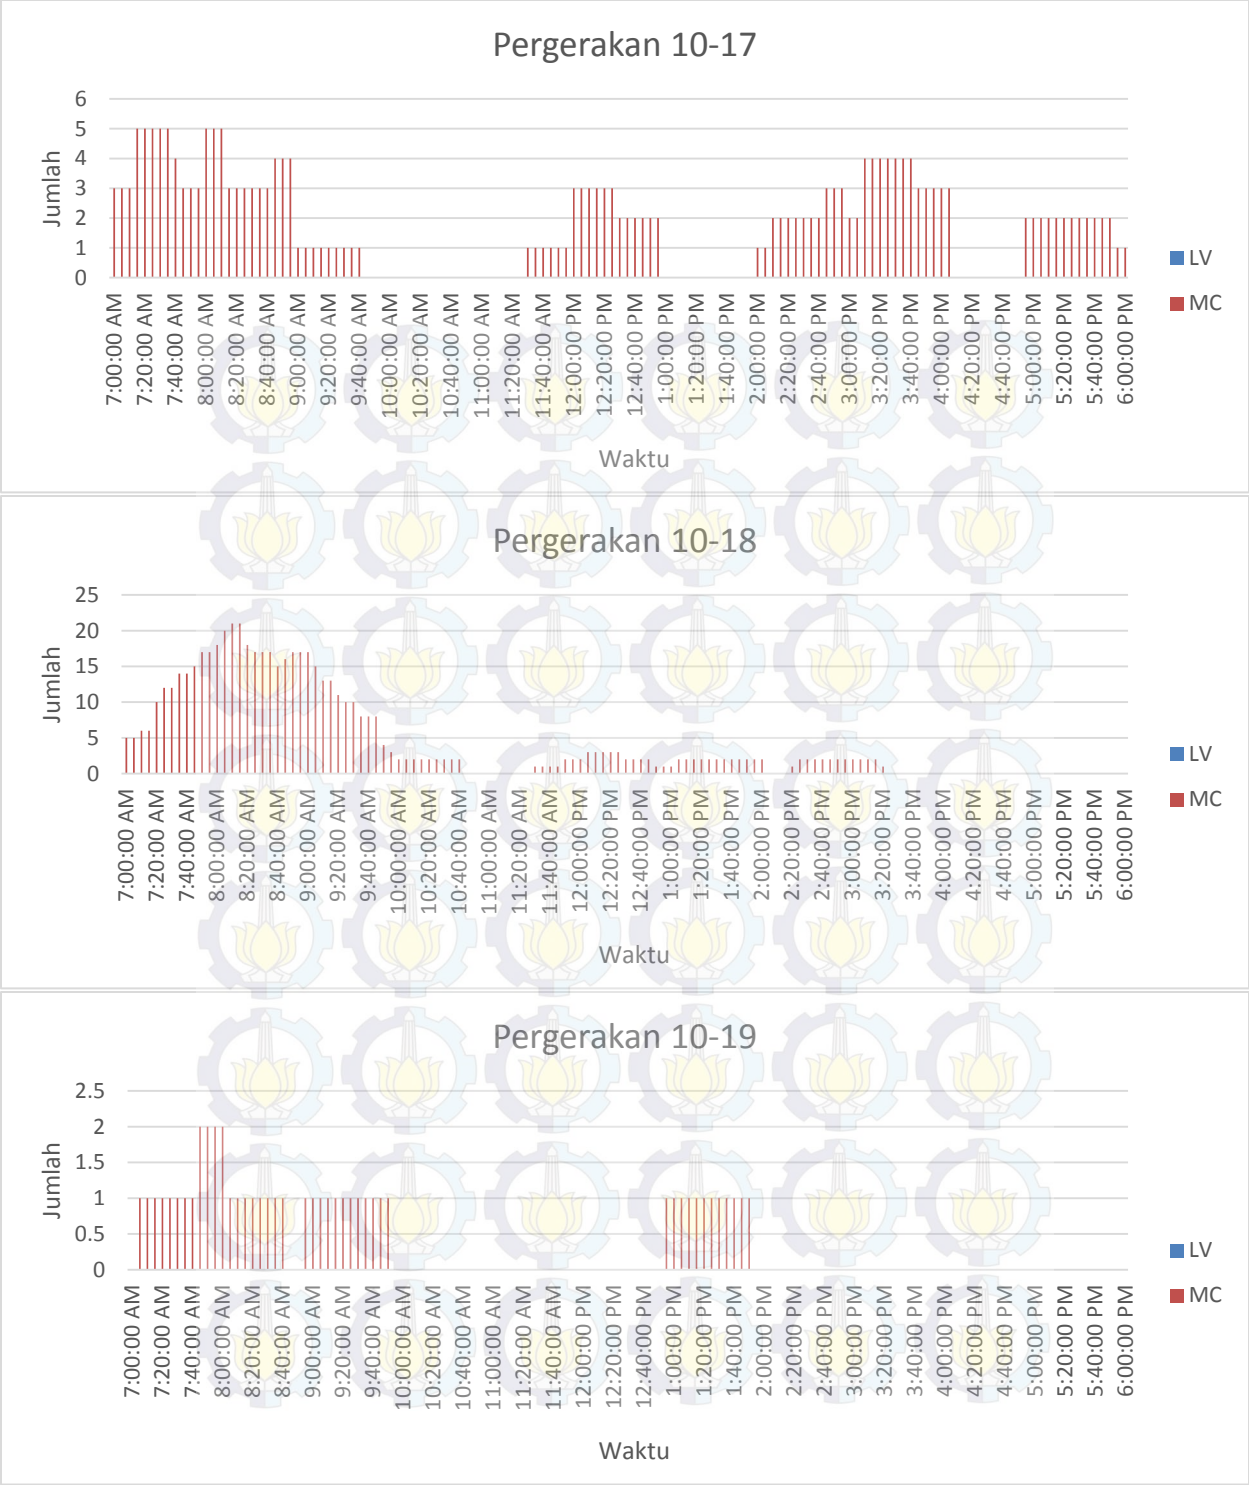 Pergerakan 10-17
6
5
4
3
2
1
0
Jumlah
7:00:00 AM
7:20:00 AM
7:40:00 AM
8:00:00 AM
8:20:00 AM
8:40:00 AM
9:00:00 AM
9:20:00 AM
9:40:00 AM
10:00:00 AM
10:20:00 AM
10:40:00 AM
11:00:00 AM
11:20:00 AM
11:40:00 AM
12:00:00 PM
12:20:00 PM
12:40:00 PM
1:00:00 PM
1:20:00 PM
1:40:00 PM
2:00:00 PM
2:20:00 PM
2:40:00 PM
3:00:00 PM
3:20:00 PM
3:40:00 PM
4:00:00 PM
4:20:00 PM
4:40:00 PM
5:00:00 PM
5:20:00 PM
5:40:00 PM
6:00:00 PM
Waktu
LV
MC
Pergerakan 10-18
25
20
15
10
5
0
Jumlah
7:00:00 AM
7:20:00 AM
7:40:00 AM
8:00:00 AM
8:20:00 AM
8:40:00 AM
9:00:00 AM
9:20:00 AM
9:40:00 AM
10:00:00 AM
10:20:00 AM
10:40:00 AM
11:00:00 AM
11:20:00 AM
11:40:00 AM
12:00:00 PM
12:20:00 PM
12:40:00 PM
1:00:00 PM
1:20:00 PM
1:40:00 PM
2:00:00 PM
2:20:00 PM
2:40:00 PM
3:00:00 PM
3:20:00 PM
3:40:00 PM
4:00:00 PM
4:20:00 PM
4:40:00 PM
5:00:00 PM
5:20:00 PM
5:40:00 PM
6:00:00 PM
Waktu
LV
MC
Pergerakan 10-19
2.5
2
1.5
1
0.5
0
Jumlah
7:00:00 AM
7:20:00 AM
7:40:00 AM
8:00:00 AM
8:20:00 AM
8:40:00 AM
9:00:00 AM
9:20:00 AM
9:40:00 AM
10:00:00 AM
10:20:00 AM
10:40:00 AM
11:00:00 AM
11:20:00 AM
11:40:00 AM
12:00:00 PM
12:20:00 PM
12:40:00 PM
1:00:00 PM
1:20:00 PM
1:40:00 PM
2:00:00 PM
2:20:00 PM
2:40:00 PM
3:00:00 PM
3:20:00 PM
3:40:00 PM
4:00:00 PM
4:20:00 PM
4:40:00 PM
5:00:00 PM
5:20:00 PM
5:40:00 PM
6:00:00 PM
Waktu
LV
MC